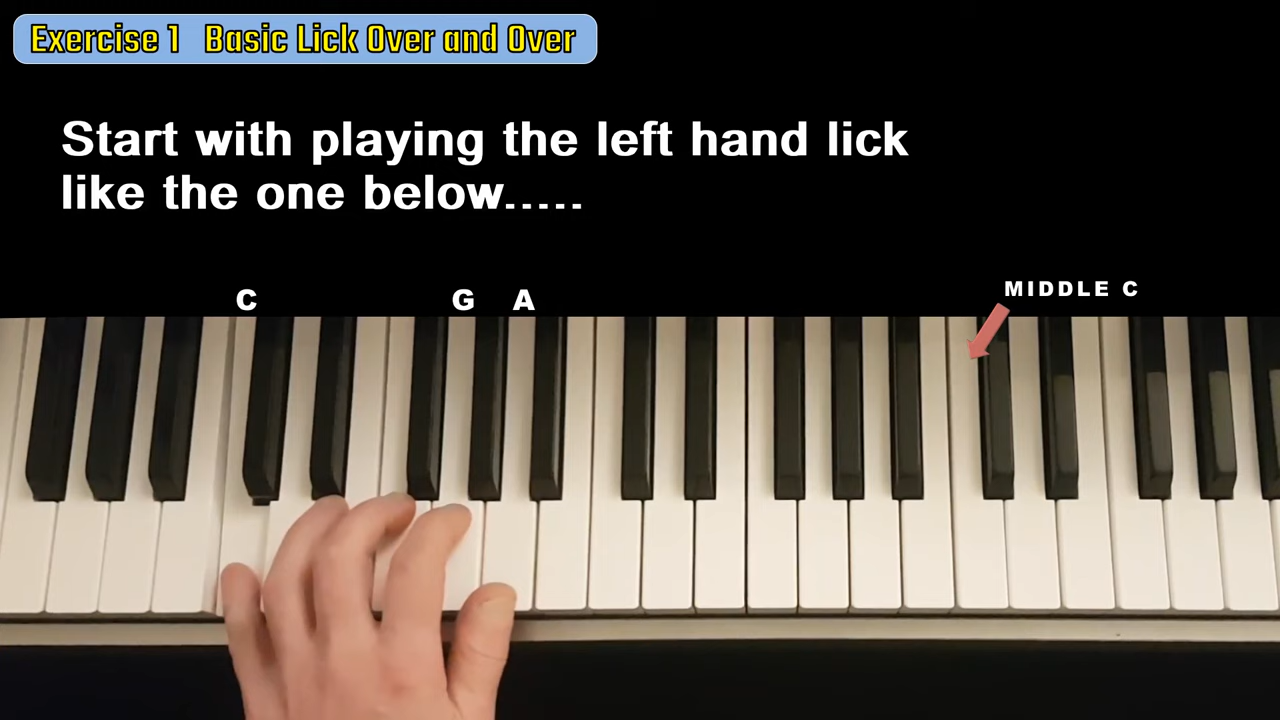 Exercise 1 Basic Lick Over and Over
Start with playing the left hand lick
like the one below.....
MIDDLE C
C G A